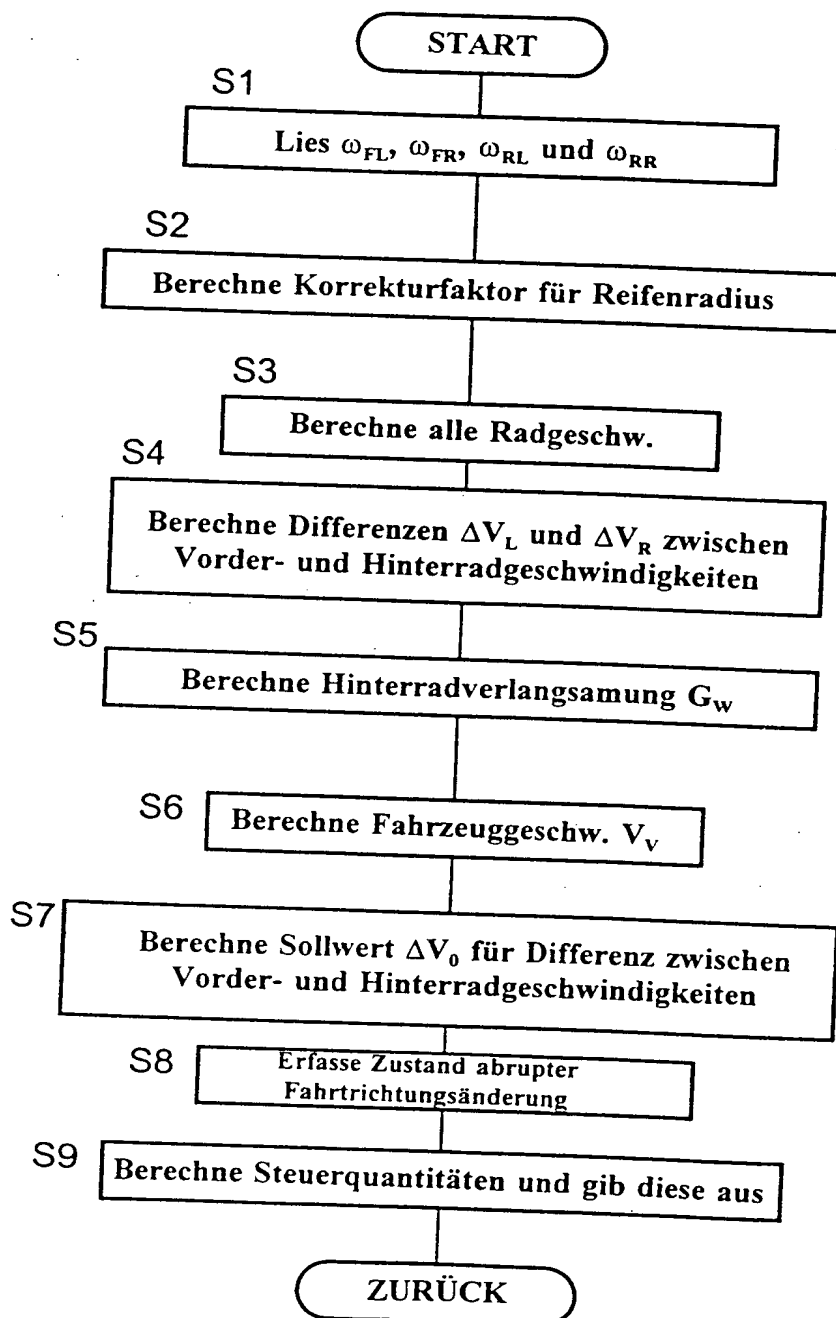 START
S1
Lies ω_FL, ω_FR, ω_RL und ω_RR
S2
Berechne Korrekturfaktor für Reifenradius
S3
Berechne alle Radgeschw.
S4
Berechne Differenzen ΔV_L und ΔV_R zwischen
Vorder- und Hinterradgeschwindigkeiten
S5
Berechne Hinterradverlangsamung G_W
S6
Berechne Fahrzeuggeschw. V_V
S7
Berechne Sollwert ΔV_0 für Differenz zwischen
Vorder- und Hinterradgeschwindigkeiten
S8
Erfasse Zustand abrupter
Fahrtrichtungsänderung
S9
Berechne Steuerquantitäten und gib diese aus
ZURÜCK